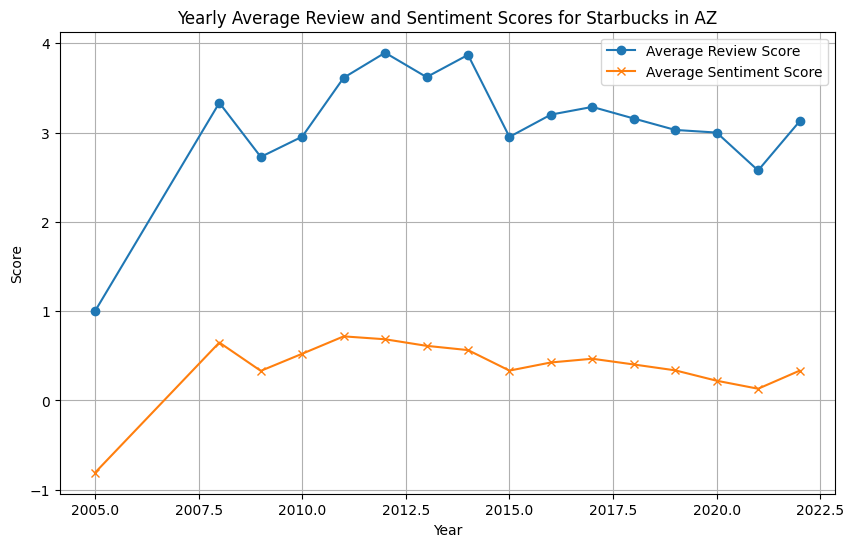 Yearly Average Review and Sentiment Scores for Starbucks in AZ
Average Review Score
Average Sentiment Score
4
3
2
1
0
−1
Score
2005.0 2007.5 2010.0 2012.5 2015.0 2017.5 2020.0 2022.5
Year